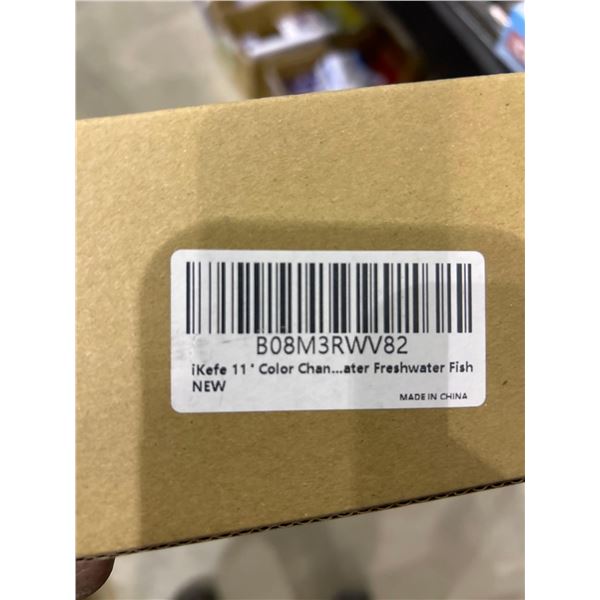 B08M3RWV82
iKefe 11 " Color Chan...ater Freshwater Fish
NEW
MADE IN CHINA